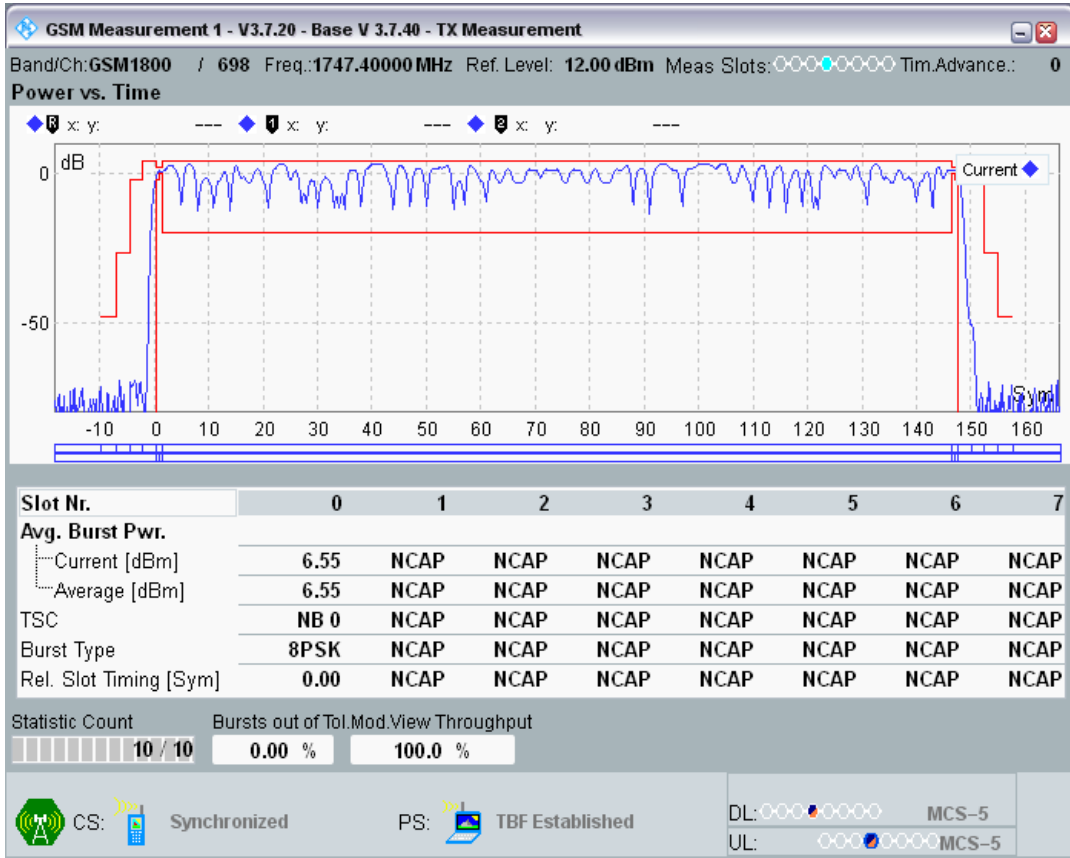 GSM Measurement 1 - V3.7.20 - Base V 3.7.40 - TX Measurement
Band/Ch:GSM1800 / 698 Freq.:1747.40000 MHz Ref. Level: 12.00 dBm Meas Slots: Tim.Advance.: 0
Power vs. Time
R x: y: --- 1 x: y: --- 2 x: y: ---
dB
Current
0
-50
Sym
-10 0 10 20 30 40 50 60 70 80 90 100 110 120 130 140 150 160
Slot Nr. 0 1 2 3 4 5 6 7
Avg. Burst Pwr.
Current [dBm] 6.55 NCAP NCAP NCAP NCAP NCAP NCAP NCAP
Average [dBm] 6.55 NCAP NCAP NCAP NCAP NCAP NCAP NCAP
TSC NB 0 NCAP NCAP NCAP NCAP NCAP NCAP NCAP
Burst Type 8PSK NCAP NCAP NCAP NCAP NCAP NCAP NCAP
Rel. Slot Timing [Sym] 0.00 NCAP NCAP NCAP NCAP NCAP NCAP NCAP
Statistic Count Bursts out of Tol.Mod.View Throughput
10 / 10 0.00 % 100.0 %
CS: Synchronized PS: TBF Established
DL: MCS-5
UL: MCS-5